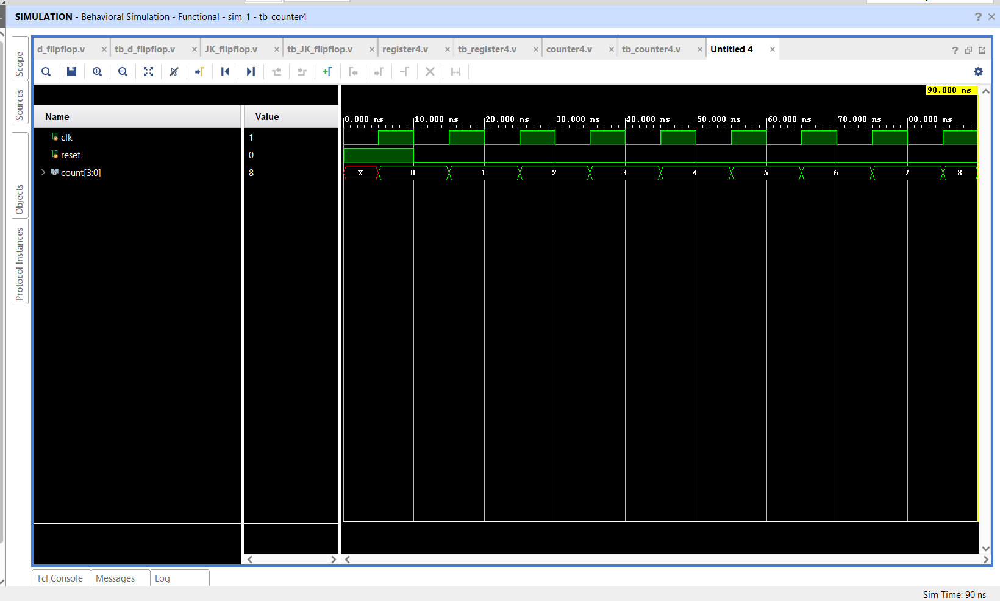 SIMULATION - Behavioral Simulation - Functional - sim_1 - tb_counter4
d_flipflop.v tb_d_flipflop.v JK_flipflop.v tb_JK_flipflop.v register4.v tb_register4.v counter4.v tb_counter4.v Untitled 4
Scope
Sources
Objects
Protocol Instances
90.000 ns
Name Value
0.000 ns 10.000 ns 20.000 ns 30.000 ns 40.000 ns 50.000 ns 60.000 ns 70.000 ns 80.000 ns
clk 1
reset 0
count[3:0] 8 X 0 1 2 3 4 5 6 7 8
Tcl Console Messages Log
Sim Time: 90 ns